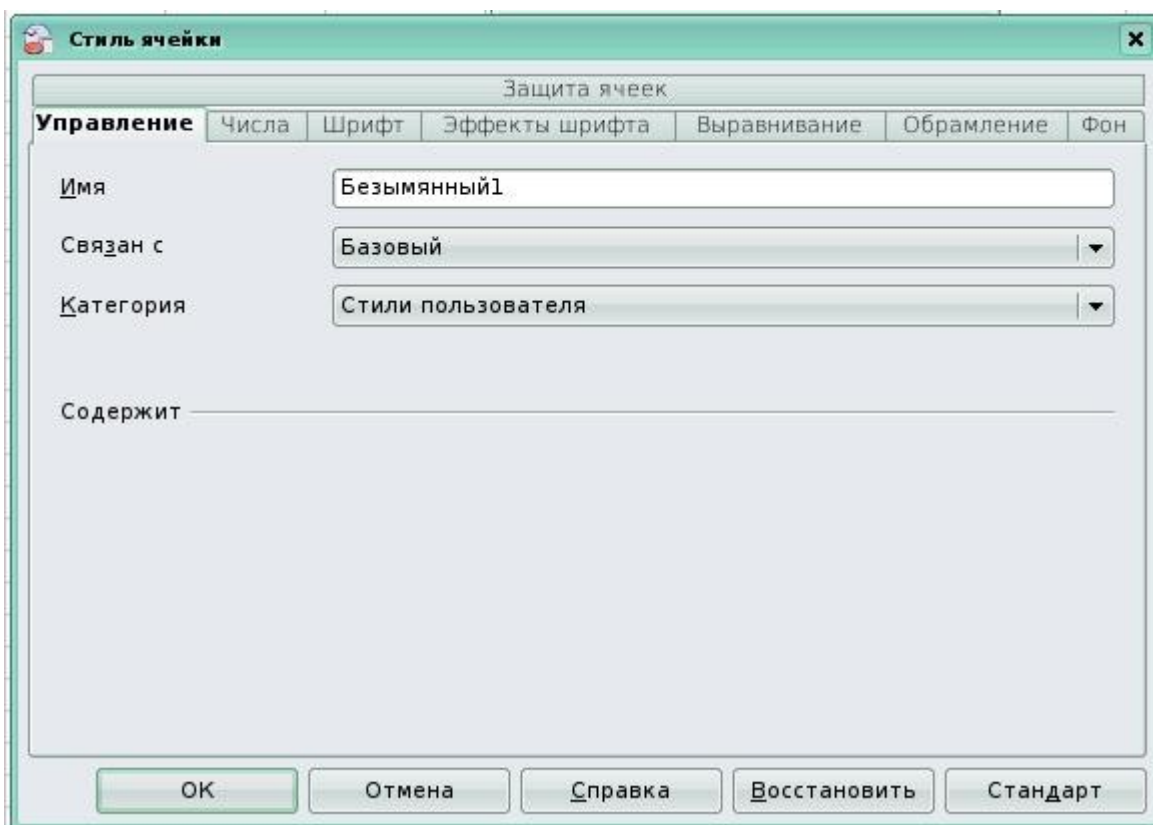 Стиль ячейки
Защита ячеек
Управление Числа Шрифт Эффекты шрифта Выравнивание Обрамление Фон
Имя Безымянный1
Связан с Базовый
Категория Стили пользователя
Содержит
OK Отмена Справка Восстановить Стандарт